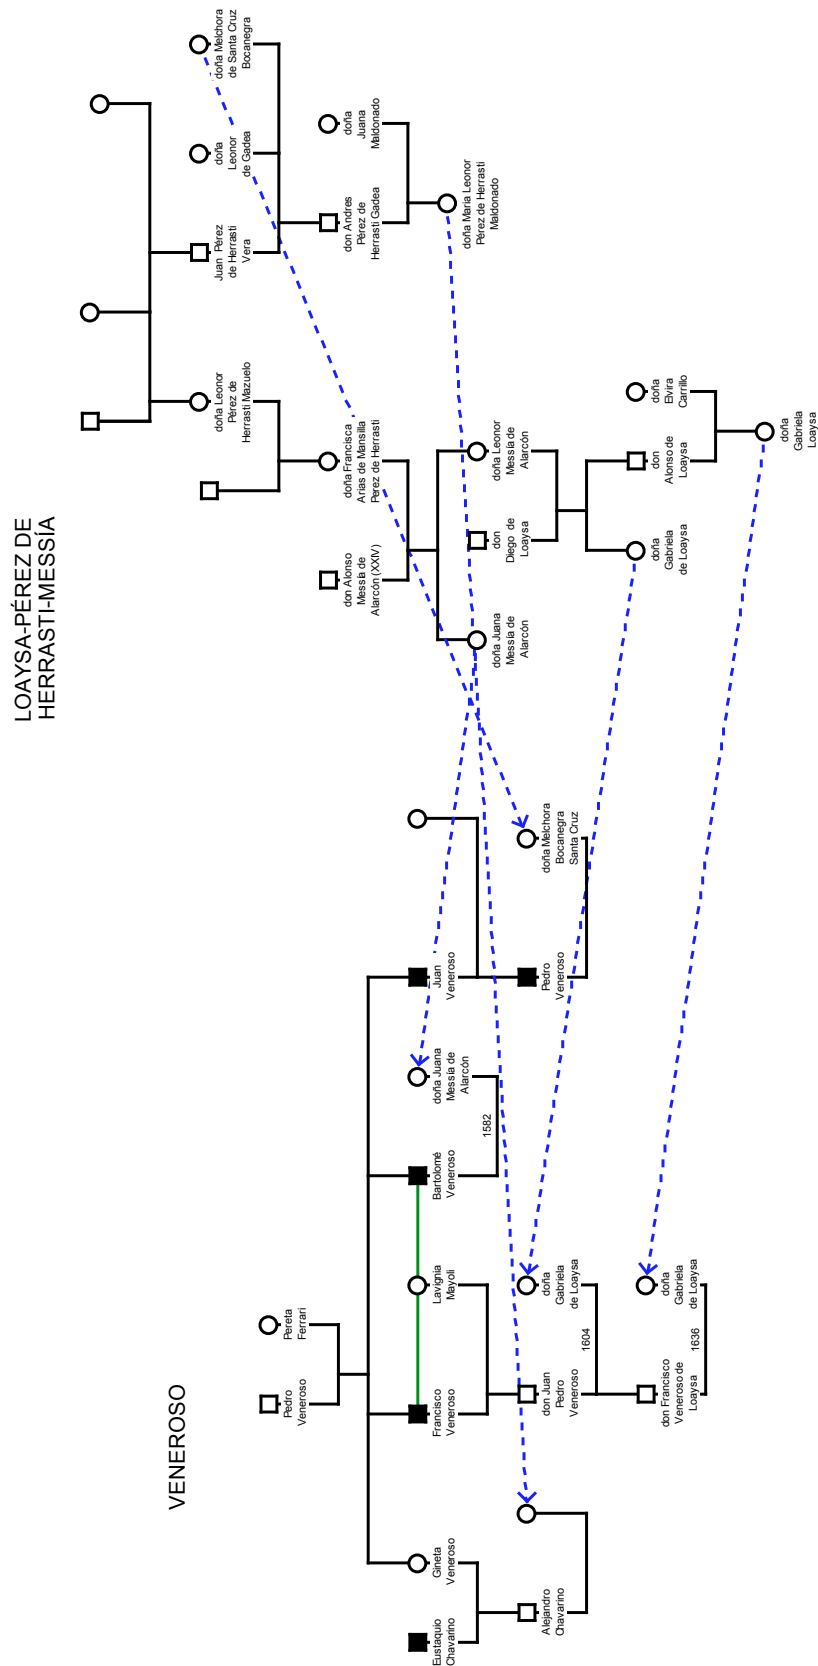 VENEROSO
Pedro
Veneroso
Pereta
Ferrari
Eustaquio
Chavarino
Gineta
Veneroso
Francisco
Veneroso
Lavignia
Mayoli
Bartolomé
Veneroso
doña Juana
Messía de
Alarcón
Juan
Veneroso
1582
Alejandro
Chavarino
don Juan
Pedro
Veneroso
doña
Gabriela
de Loaysa
Pedro
Veneroso
doña Melchora
Bocanegra
Santa Cruz
1604
don Francisco
Veneroso de
Loaysa
doña
Gabriela
de Loaysa
1636
LOAYSA-PÉREZ DE
HERRASTI-MESSÍA
doña Leonor
Pérez de
Herrasti Mazuelo
Juan Pérez
de Herrasti
Vera
doña
Leonor
de Gadea
doña Melchora
de Santa Cruz
Bocanegra
don Alonso
Messía de
Alarcón (XXIV)
doña Francisca
Arias de Mansilla
Perez de Herrasti
don Andres
Pérez de
Herrasti Gadea
doña
Juana
Maldonado
doña Juana
Messía de
Alarcón
don
Diego de
Loaysa
doña Leonor
Messía de
Alarcón
doña María Leonor
Pérez de Herrasti
Maldonado
doña
Gabriela
de Loaysa
don
Alonso de
Loaysa
doña
Elvira
Carrillo
doña
Gabriela
Loaysa